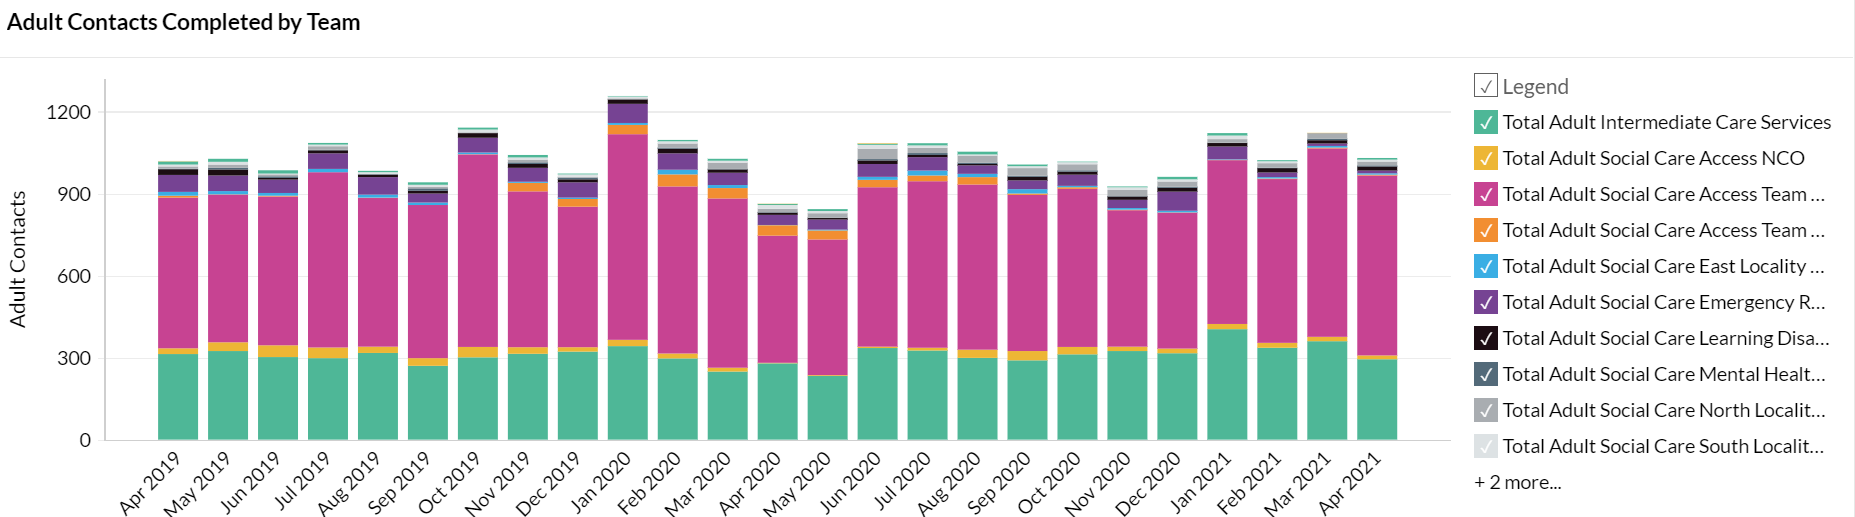 Adult Contacts Completed by Team
Adult Contacts
1200
900
600
300
0
Apr 2019
May 2019
Jun 2019
Jul 2019
Aug 2019
Sep 2019
Oct 2019
Nov 2019
Dec 2019
Jan 2020
Feb 2020
Mar 2020
Apr 2020
May 2020
Jun 2020
Jul 2020
Aug 2020
Sep 2020
Oct 2020
Nov 2020
Dec 2020
Jan 2021
Feb 2021
Mar 2021
Apr 2021
Legend
Total Adult Intermediate Care Services
Total Adult Social Care Access NCO
Total Adult Social Care Access Team ...
Total Adult Social Care Access Team ...
Total Adult Social Care East Locality ...
Total Adult Social Care Emergency R...
Total Adult Social Care Learning Disa...
Total Adult Social Care Mental Healt...
Total Adult Social Care North Localit...
Total Adult Social Care South Localit...
+ 2 more...